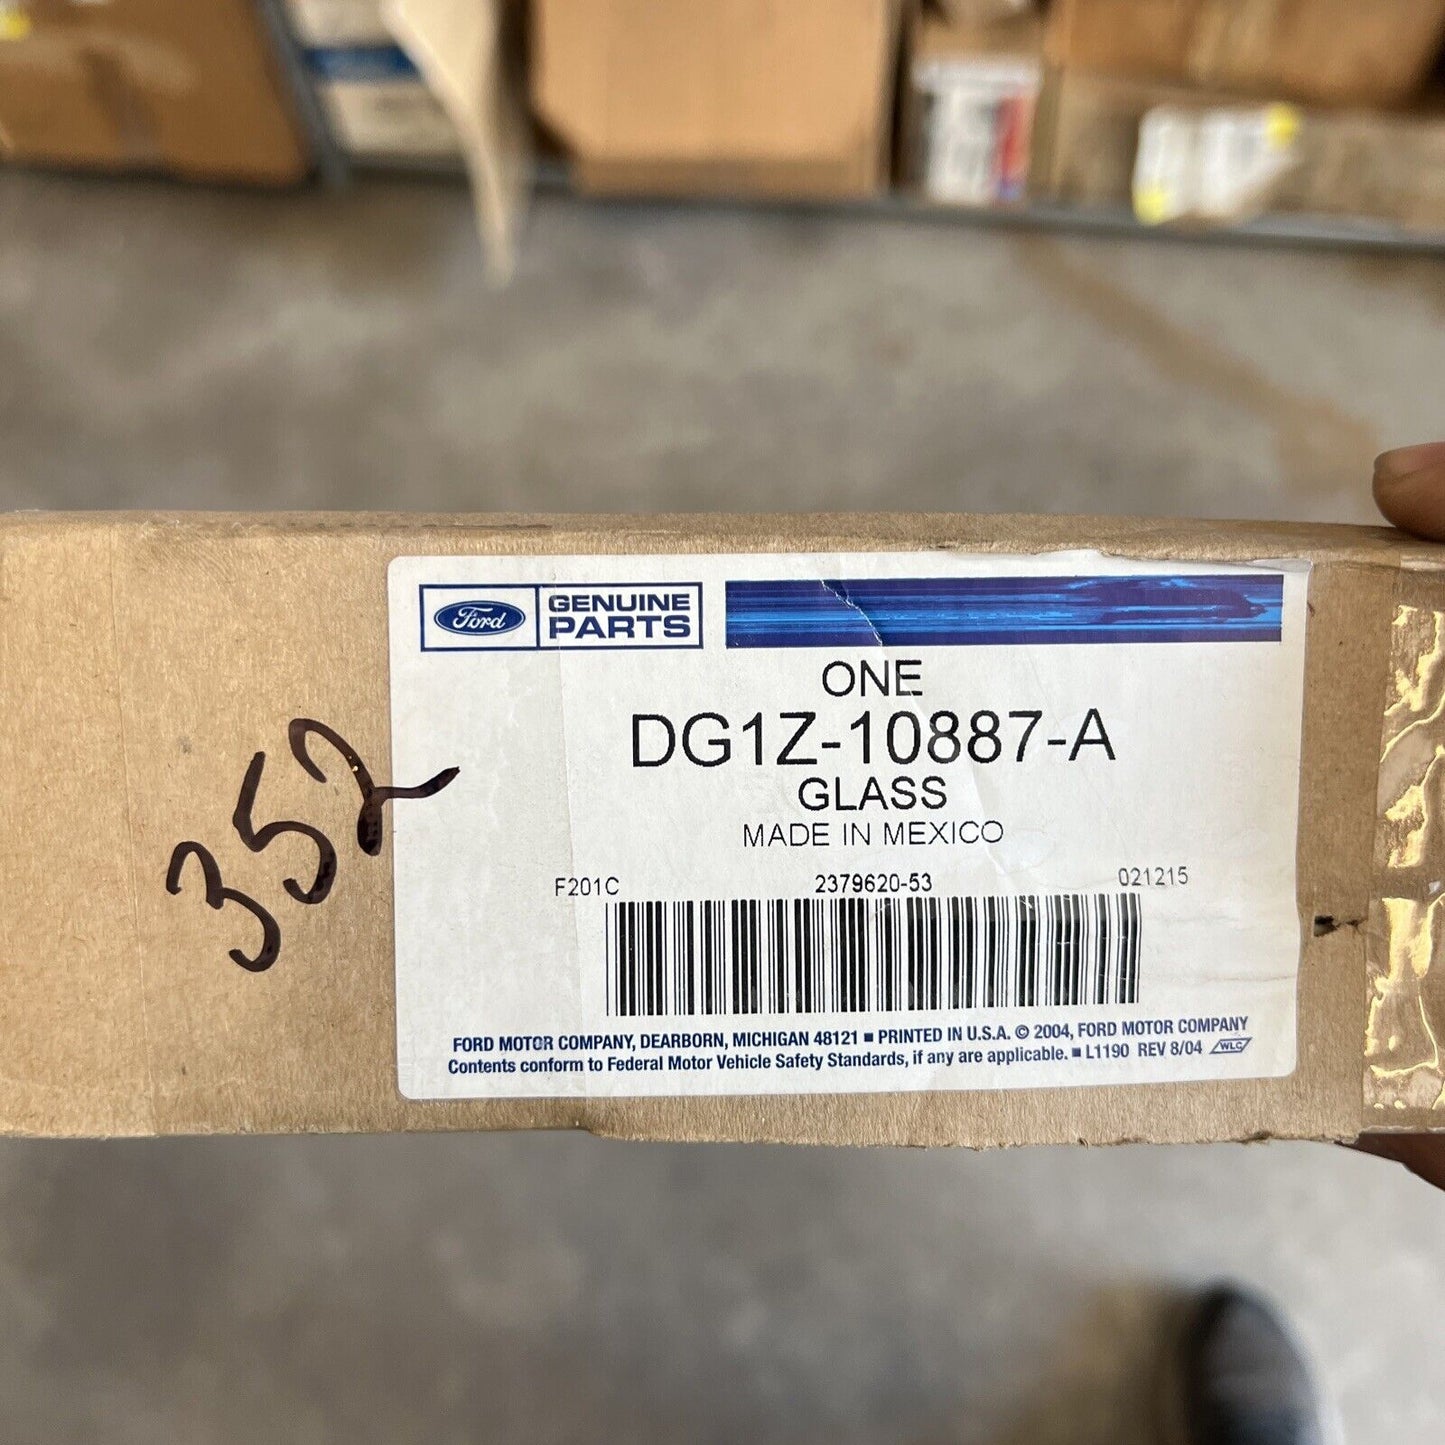 352
Ford
GENUINE
PARTS
ONE
DG1Z-10887-A
GLASS
MADE IN MEXICO
F201C 2379620-53 021215
FORD MOTOR COMPANY, DEARBORN, MICHIGAN 48121 ■ PRINTED IN U.S.A. © 2004, FORD MOTOR COMPANY
Contents conform to Federal Motor Vehicle Safety Standards, if any are applicable. ■ L1190 REV 8/04 WLC